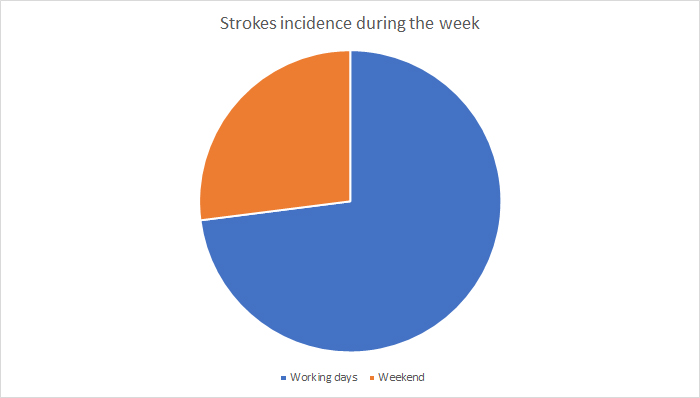 Strokes incidence during the week
Working days Weekend